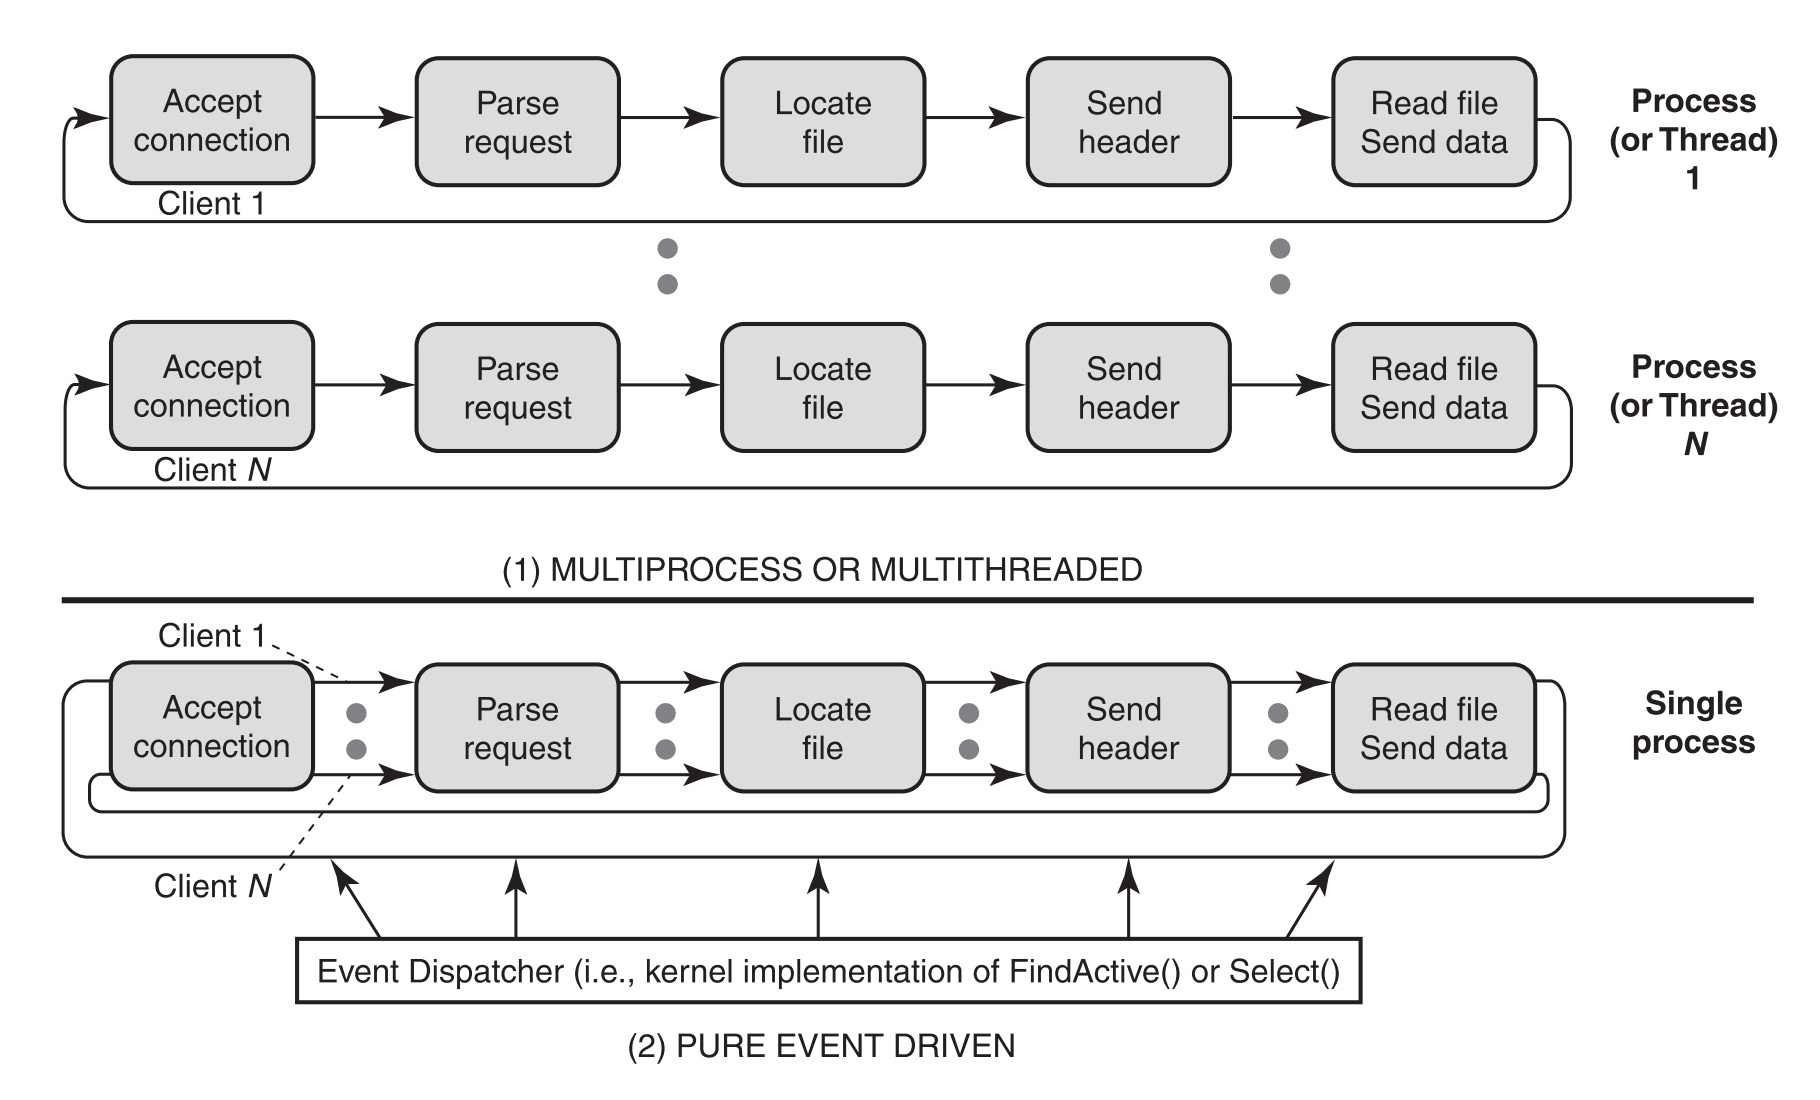 Accept
connection
Parse
request
Locate
file
Send
header
Read file
Send data
Process
(or Thread)
1
Client 1
Accept
connection
Parse
request
Locate
file
Send
header
Read file
Send data
Process
(or Thread)
N
Client N
(1) MULTIPROCESS OR MULTITHREADED
Client 1
Accept
connection
Parse
request
Locate
file
Send
header
Read file
Send data
Single
process
Client N
Event Dispatcher (i.e., kernel implementation of FindActive() or Select()
(2) PURE EVENT DRIVEN